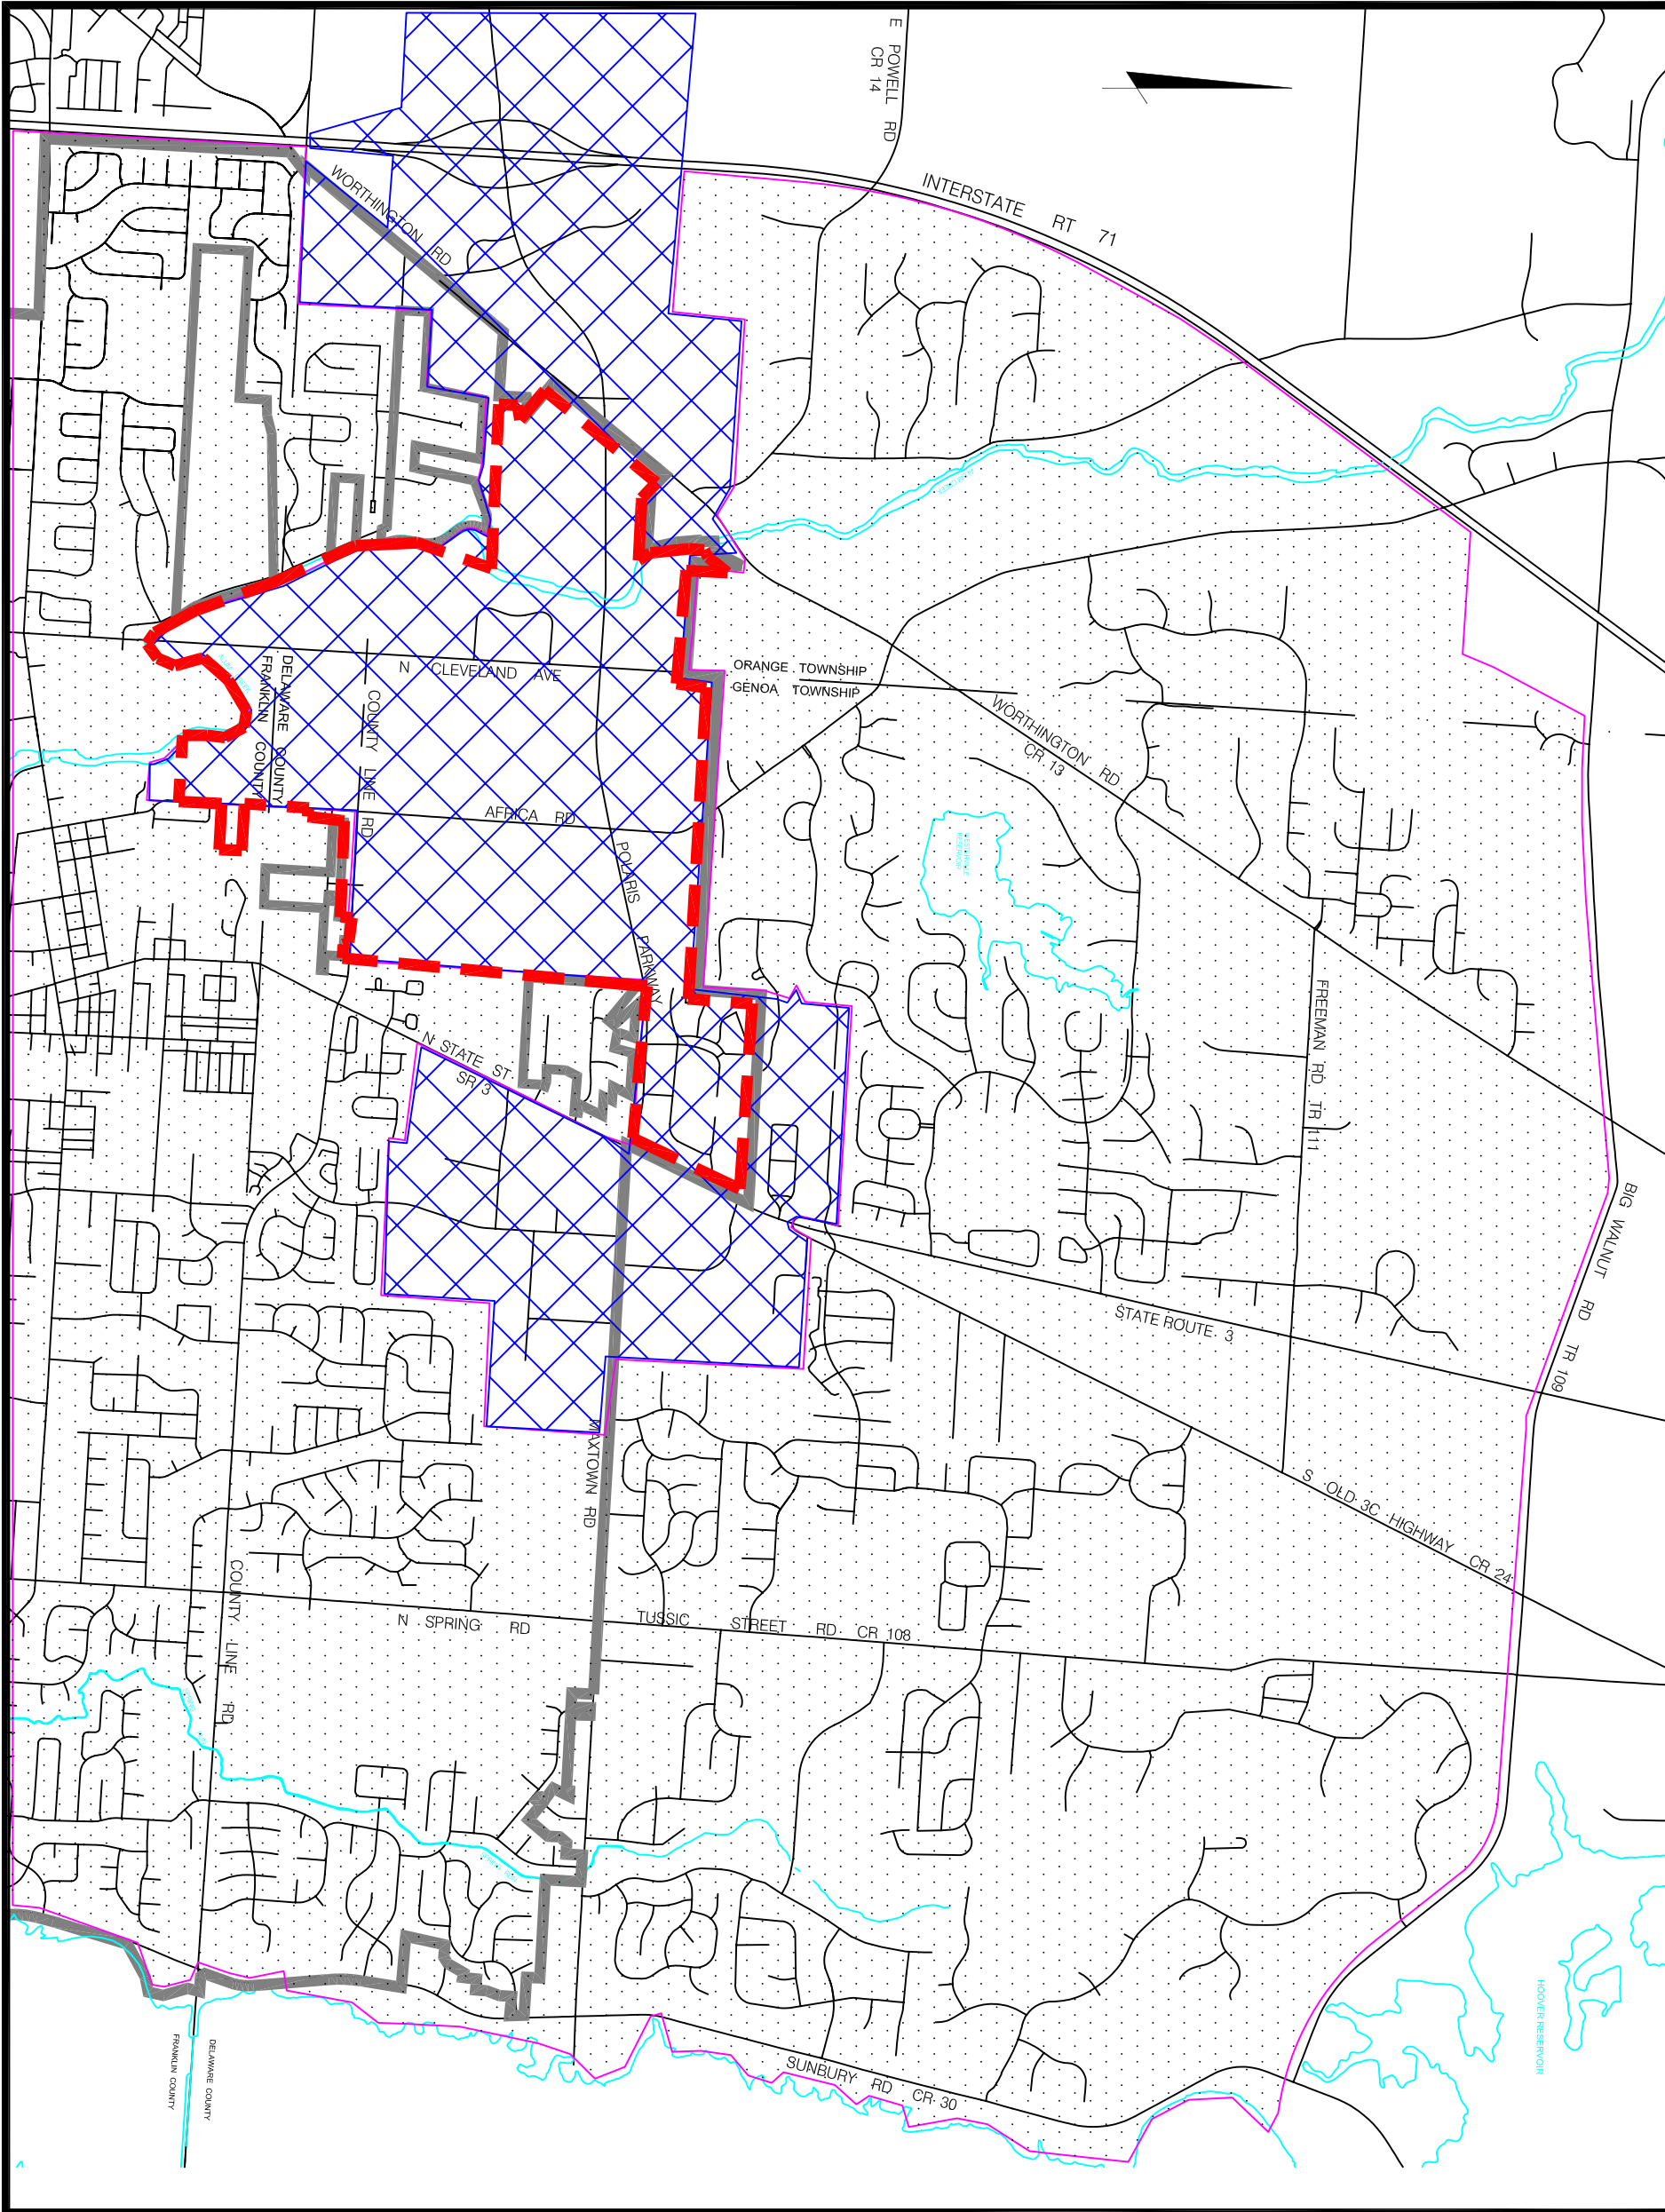 E POWELL RD
CR 14
INTERSTATE RT 71
WORTHINGTON RD
ORANGE TOWNSHIP
GENOA TOWNSHIP
N CLEVELAND AVE
DELAWARE COUNTY
FRANKLIN COUNTY
COUNTY LINE RD
WORTHINGTON RD
CR 13
AFRICA RD
POLARIS PARKWAY
FREEMAN RD TR 111
N STATE ST
SR 3
BIG WALNUT RD TR 109
STATE ROUTE 3
MAXTOWN RD
S OLD 3C HIGHWAY CR 24
COUNTY LINE RD
N SPRING RD
TUSSIC STREET RD CR 108
HOOVER RESERVOIR
SUNBURY RD CR 30
DELAWARE COUNTY
FRANKLIN COUNTY